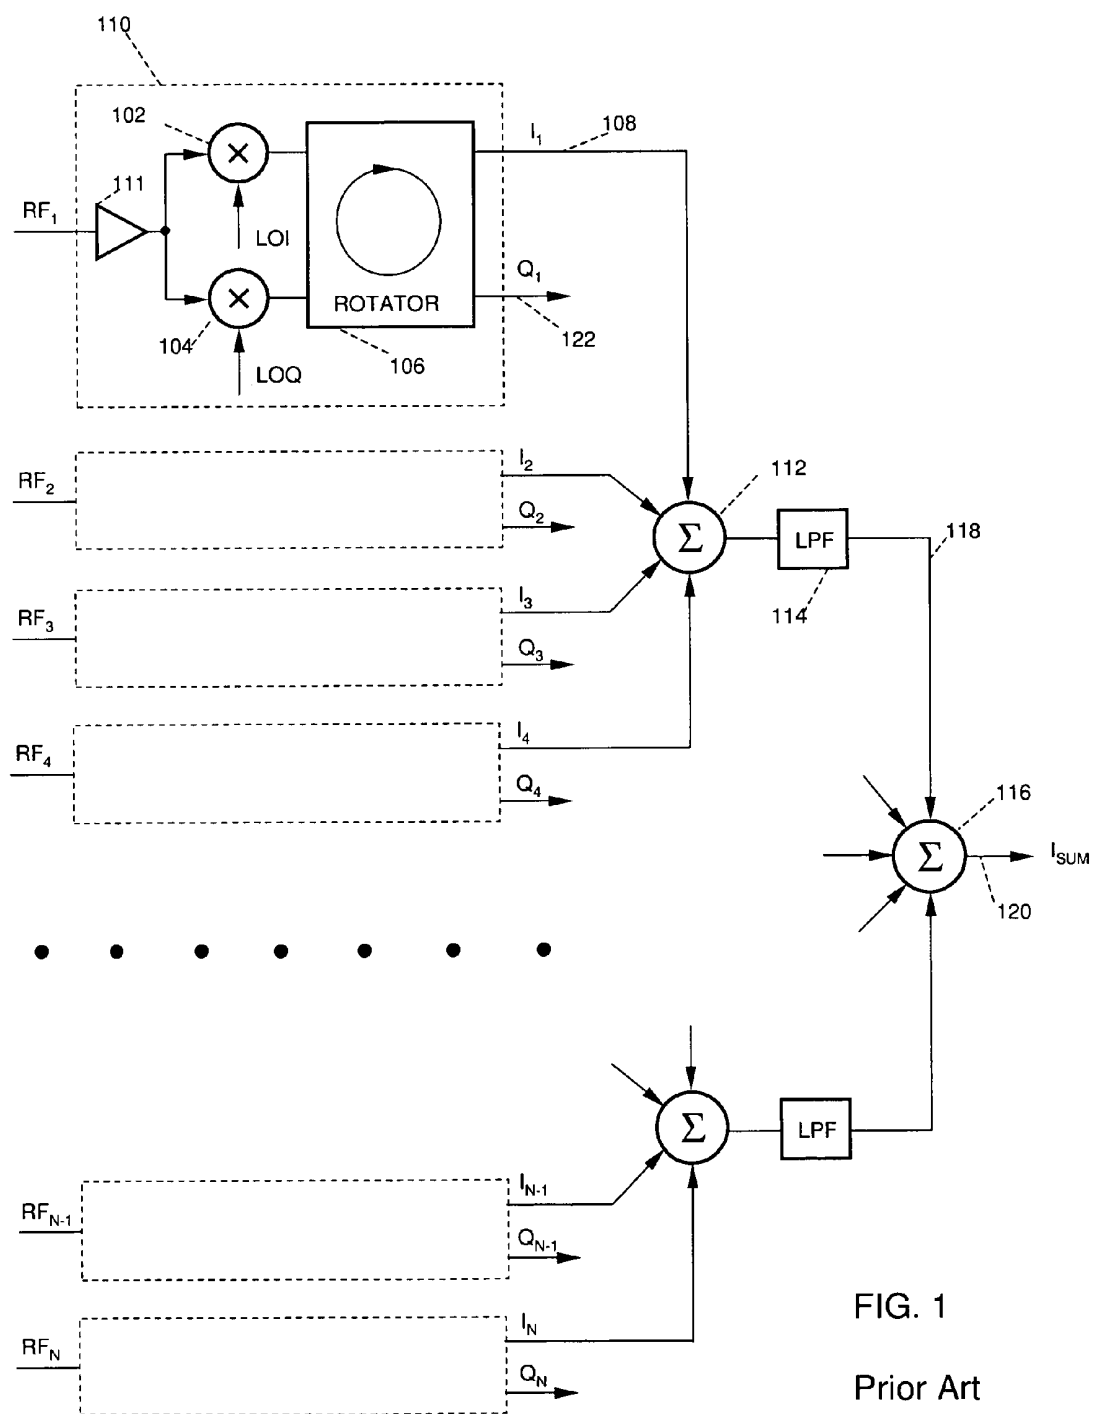 110
102
111
RF1
LOI
104
LOQ
ROTATOR
106
I1
108
Q1
122
RF2
I2
Q2
112
Σ
LPF
114
118
RF3
I3
Q3
RF4
I4
Q4
116
Σ
ISUM
120
Σ
LPF
RFN-1
IN-1
QN-1
RFN
IN
QN
FIG. 1
Prior Art